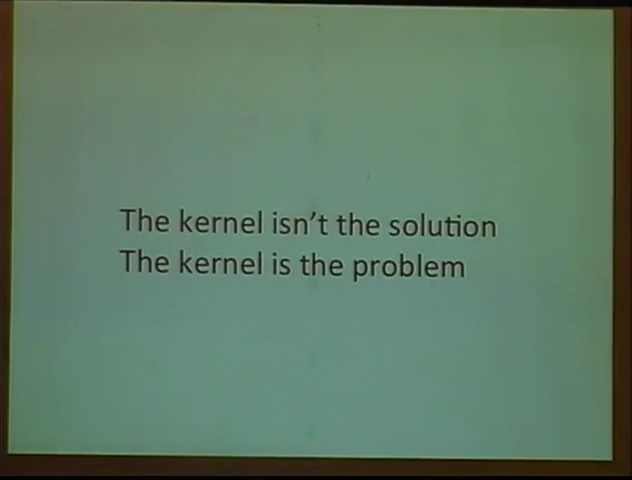 The kernel isn't the solution
The kernel is the problem